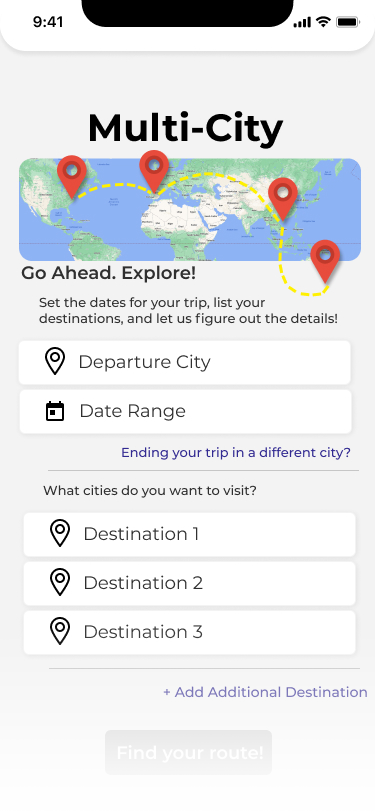 9:41
Multi-City
Go Ahead. Explore!
Set the dates for your trip, list your
destinations, and let us figure out the details!
Departure City
Date Range
Ending your trip in a different city?
What cities do you want to visit?
Destination 1
Destination 2
Destination 3
+ Add Additional Destination
Find your route!